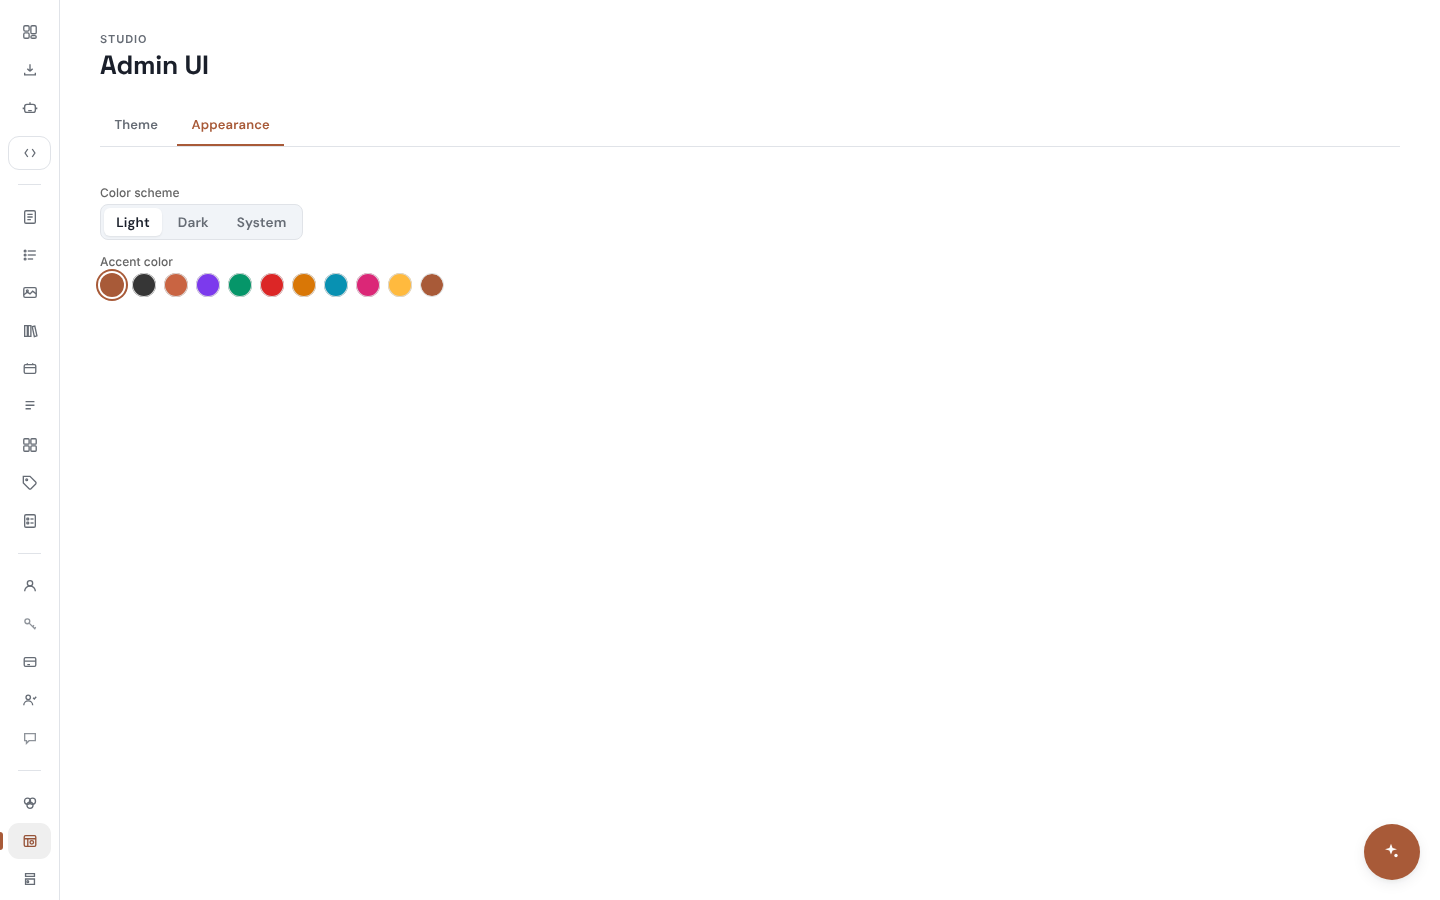 STUDIO
Admin UI
Theme Appearance
Color scheme
Light Dark System
Accent color